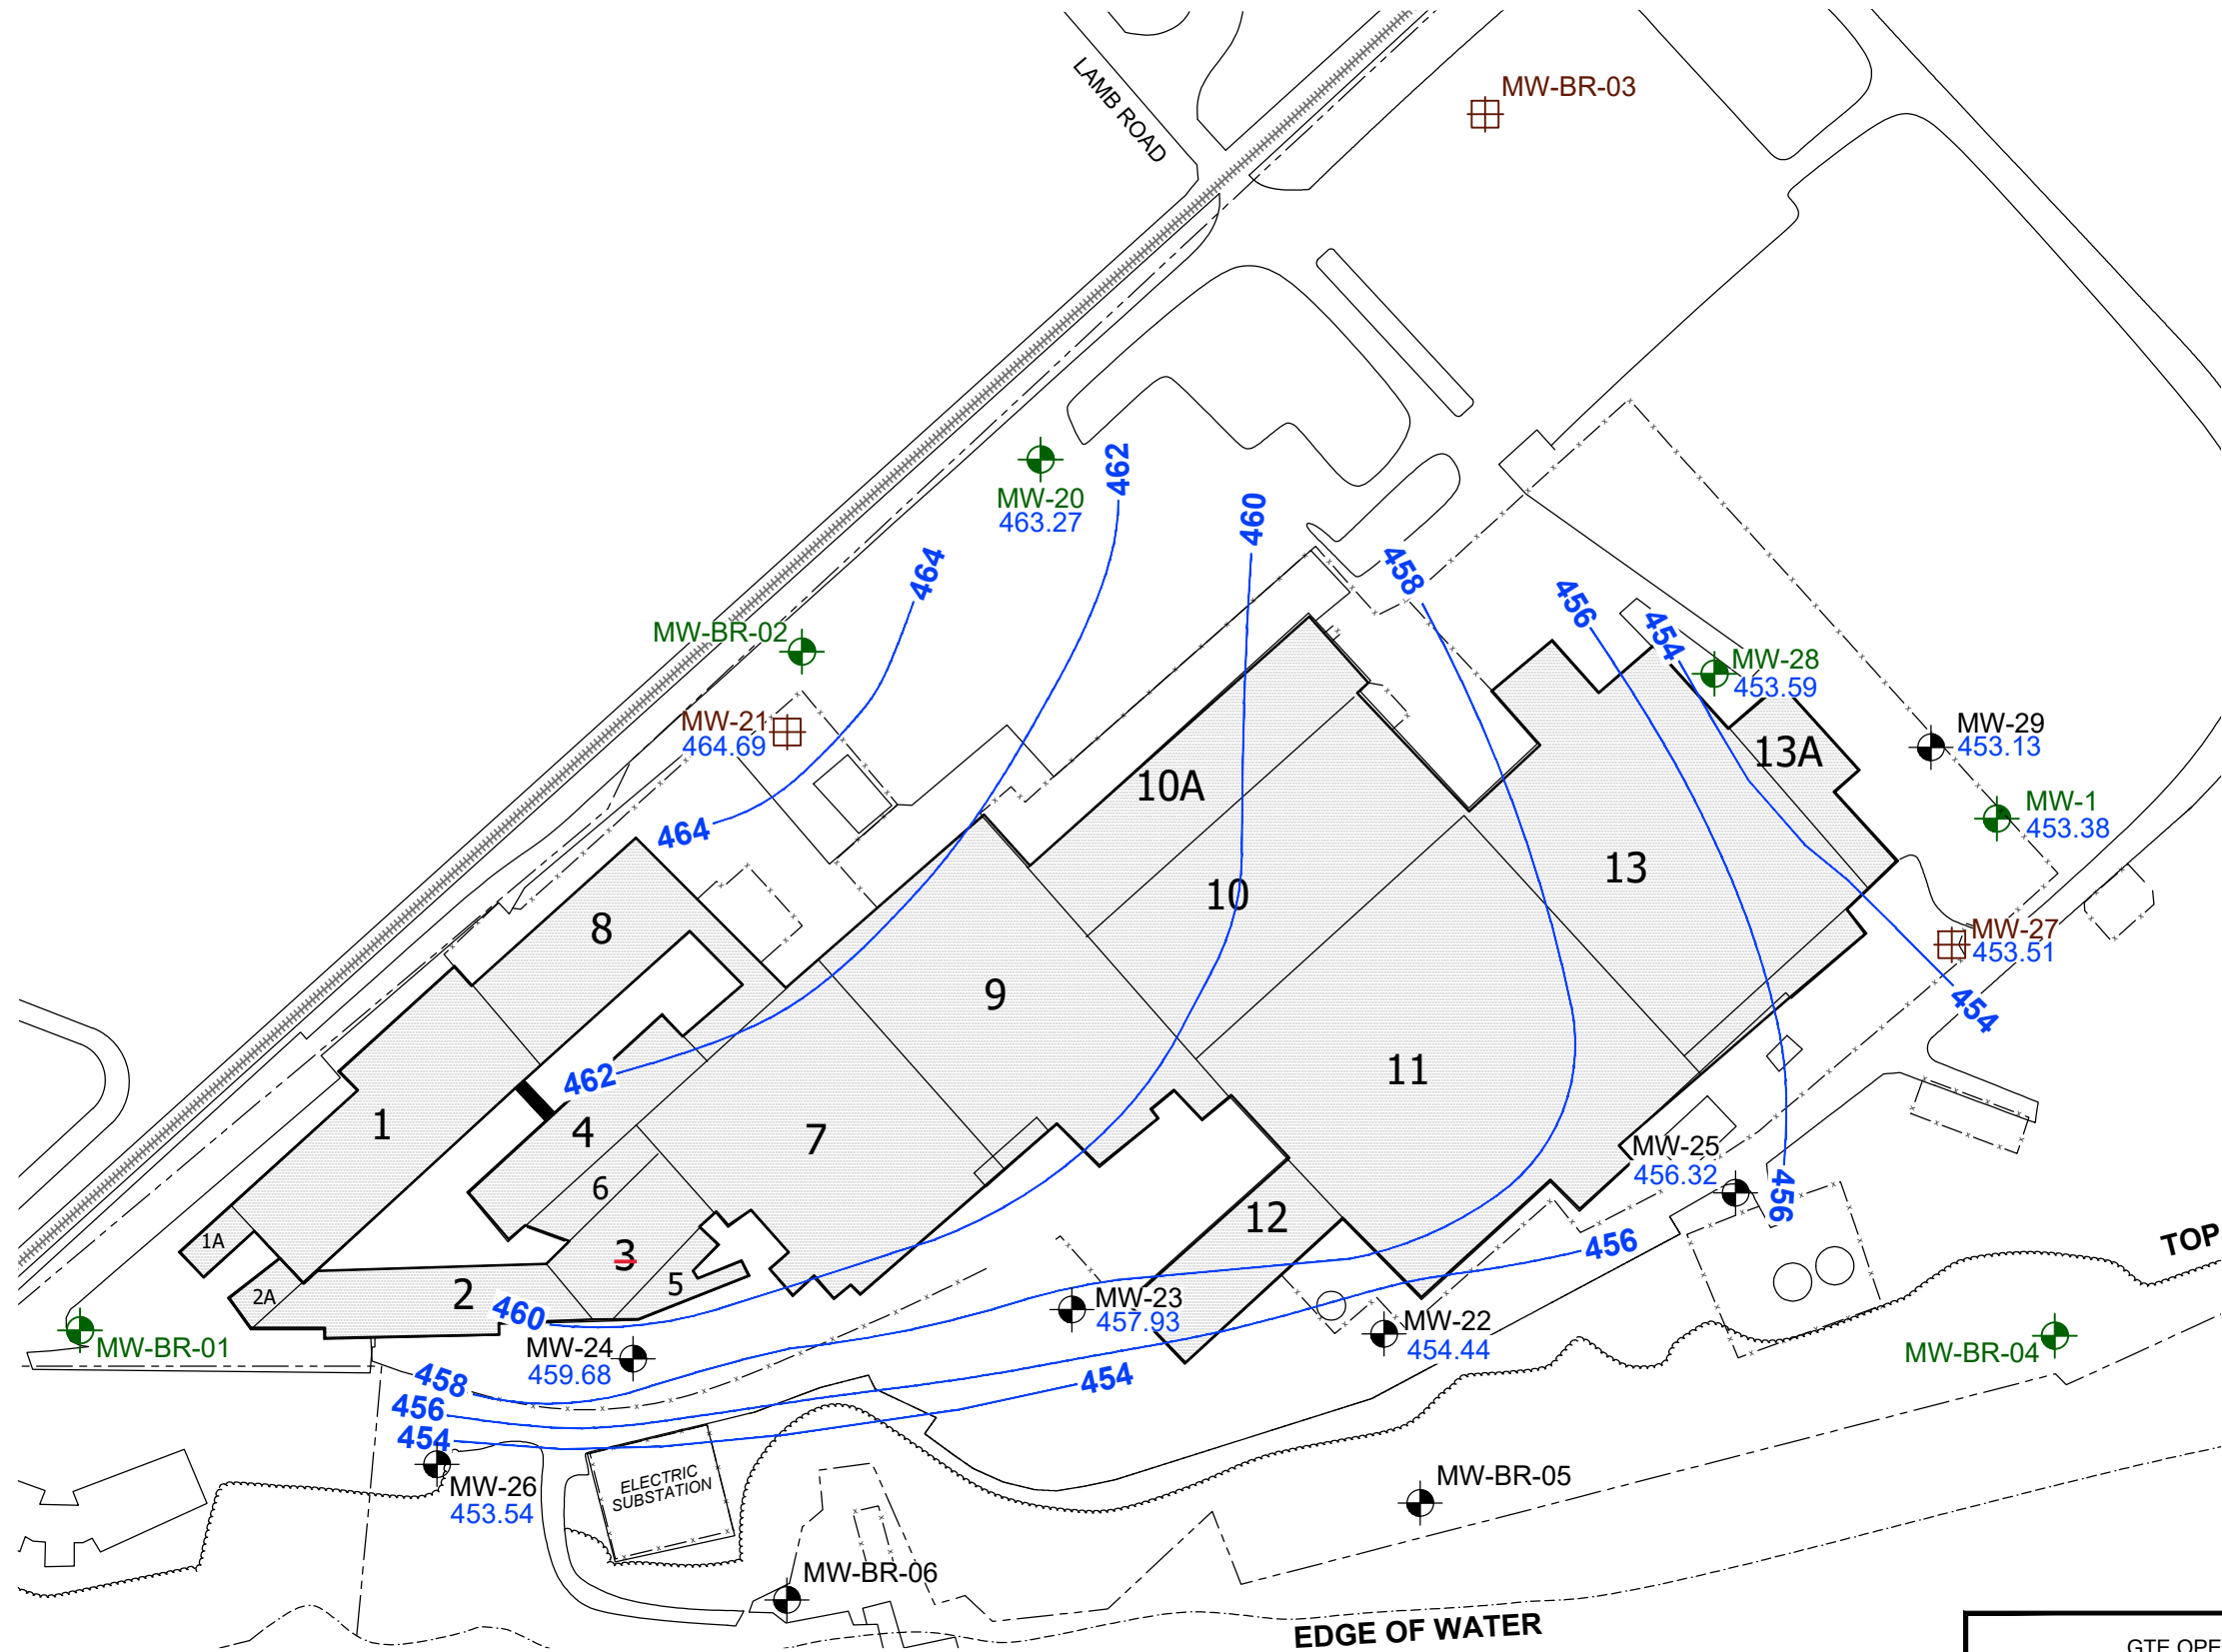 MW-BR-03
LAMB ROAD
462
MW-20
463.27
460
464
458
456
454
MW-BR-02
MW-28
453.59
MW-21
464.69
MW-29
453.13
13A
10A
MW-1
453.38
464
13
10
8
MW-27
453.51
9
454
462
11
1
4
7
MW-25
456.32
6
456
12
1A
3
456
TOP
5
2A
2
460
MW-23
457.93
MW-22
454.44
MW-BR-01
MW-24
459.68
MW-BR-04
458
454
456
454
MW-26
453.54
ELECTRIC
SUBSTATION
MW-BR-05
MW-BR-06
EDGE OF WATER
GTE OPE